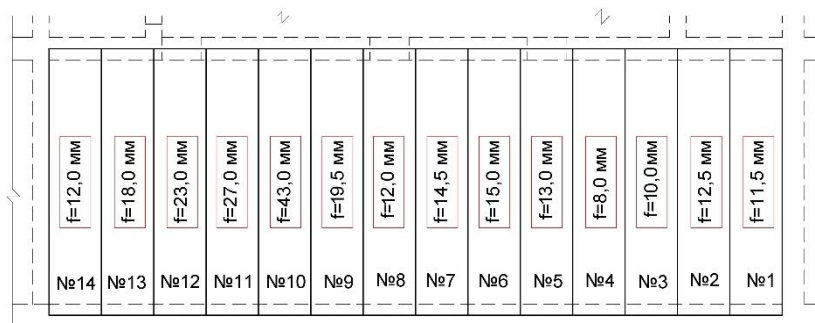 f=12,0 мм
f=18,0 мм
f=23,0 мм
f=27,0 мм
f=43,0 мм
f=19,5 мм
f=12,0 мм
f=14,5 мм
f=15,0 мм
f=13,0 мм
f=8,0 мм
f=10,0мм
f=12,5 мм
f=11,5 мм
№14 №13 №12 №11 №10 №9 №8 №7 №6 №5 №4 №3 №2 №1